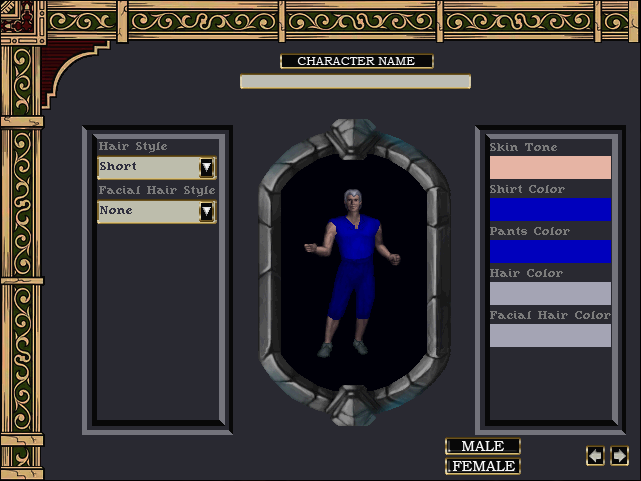 CHARACTER NAME
Hair Style
Short
Facial Hair Style
None
Skin Tone
Shirt Color
Pants Color
Hair Color
Facial Hair Color
MALE
FEMALE